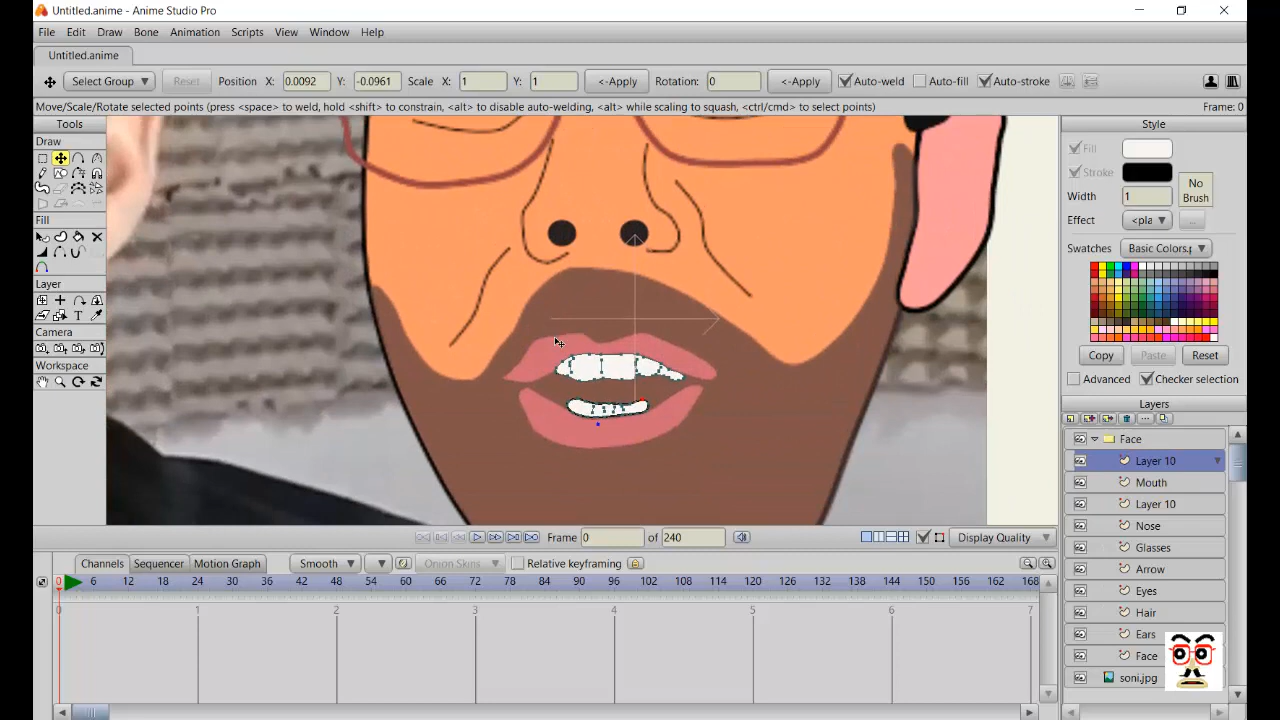 Untitled.anime - Anime Studio Pro
File Edit Draw Bone Animation Scripts View Window Help
Untitled.anime
Select Group Reset Position X: 0.0092 Y: -0.0961 Scale X: 1 Y: 1 <-Apply Rotation: 0 <-Apply Auto-weld Auto-fill Auto-stroke
Move/Scale/Rotate selected points (press <space> to weld, hold <shift> to constrain, <alt> to disable auto-welding, <alt> while scaling to squash, <ctrl/cmd> to select points) Frame: 0
Tools
Draw
Fill
Layer
T
Camera
Workspace
Style
Fill
Stroke
Width 1
No
Brush
Effect <pla
Swatches Basic Colors.p
Copy Paste Reset
Advanced Checker selection
Layers
Face
Layer 10
Mouth
Layer 10
Nose
Glasses
Arrow
Eyes
Hair
Ears
Face
soni.jpg
Frame 0 of 240 Display Quality
Channels Sequencer Motion Graph Smooth Onion Skins Relative keyframing
0 6 12 18 24 30 36 42 48 54 60 66 72 78 84 90 96 102 108 114 120 126 132 138 144 150 156 162 168
0 1 2 3 4 5 6 7